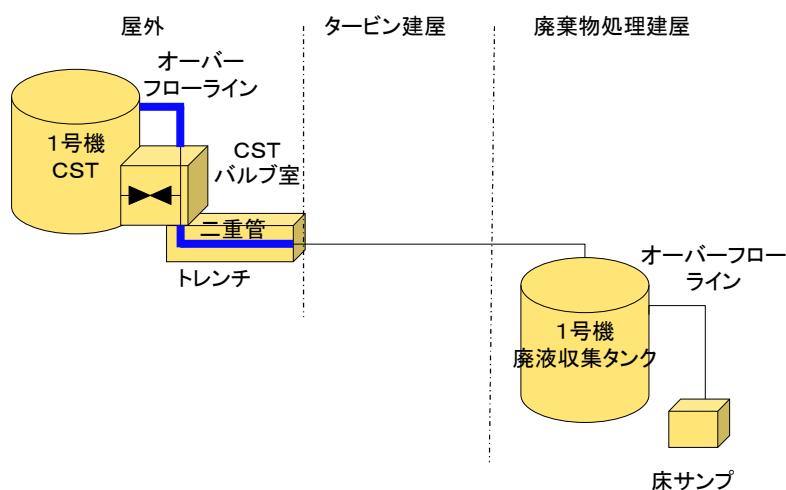 屋外
タービン建屋
廃棄物処理建屋
オーバー
フローライン
1号機
CST
CST
バルブ室
二重管
トレンチ
オーバーフロー
ライン
1号機
廃液収集タンク
床サンプ